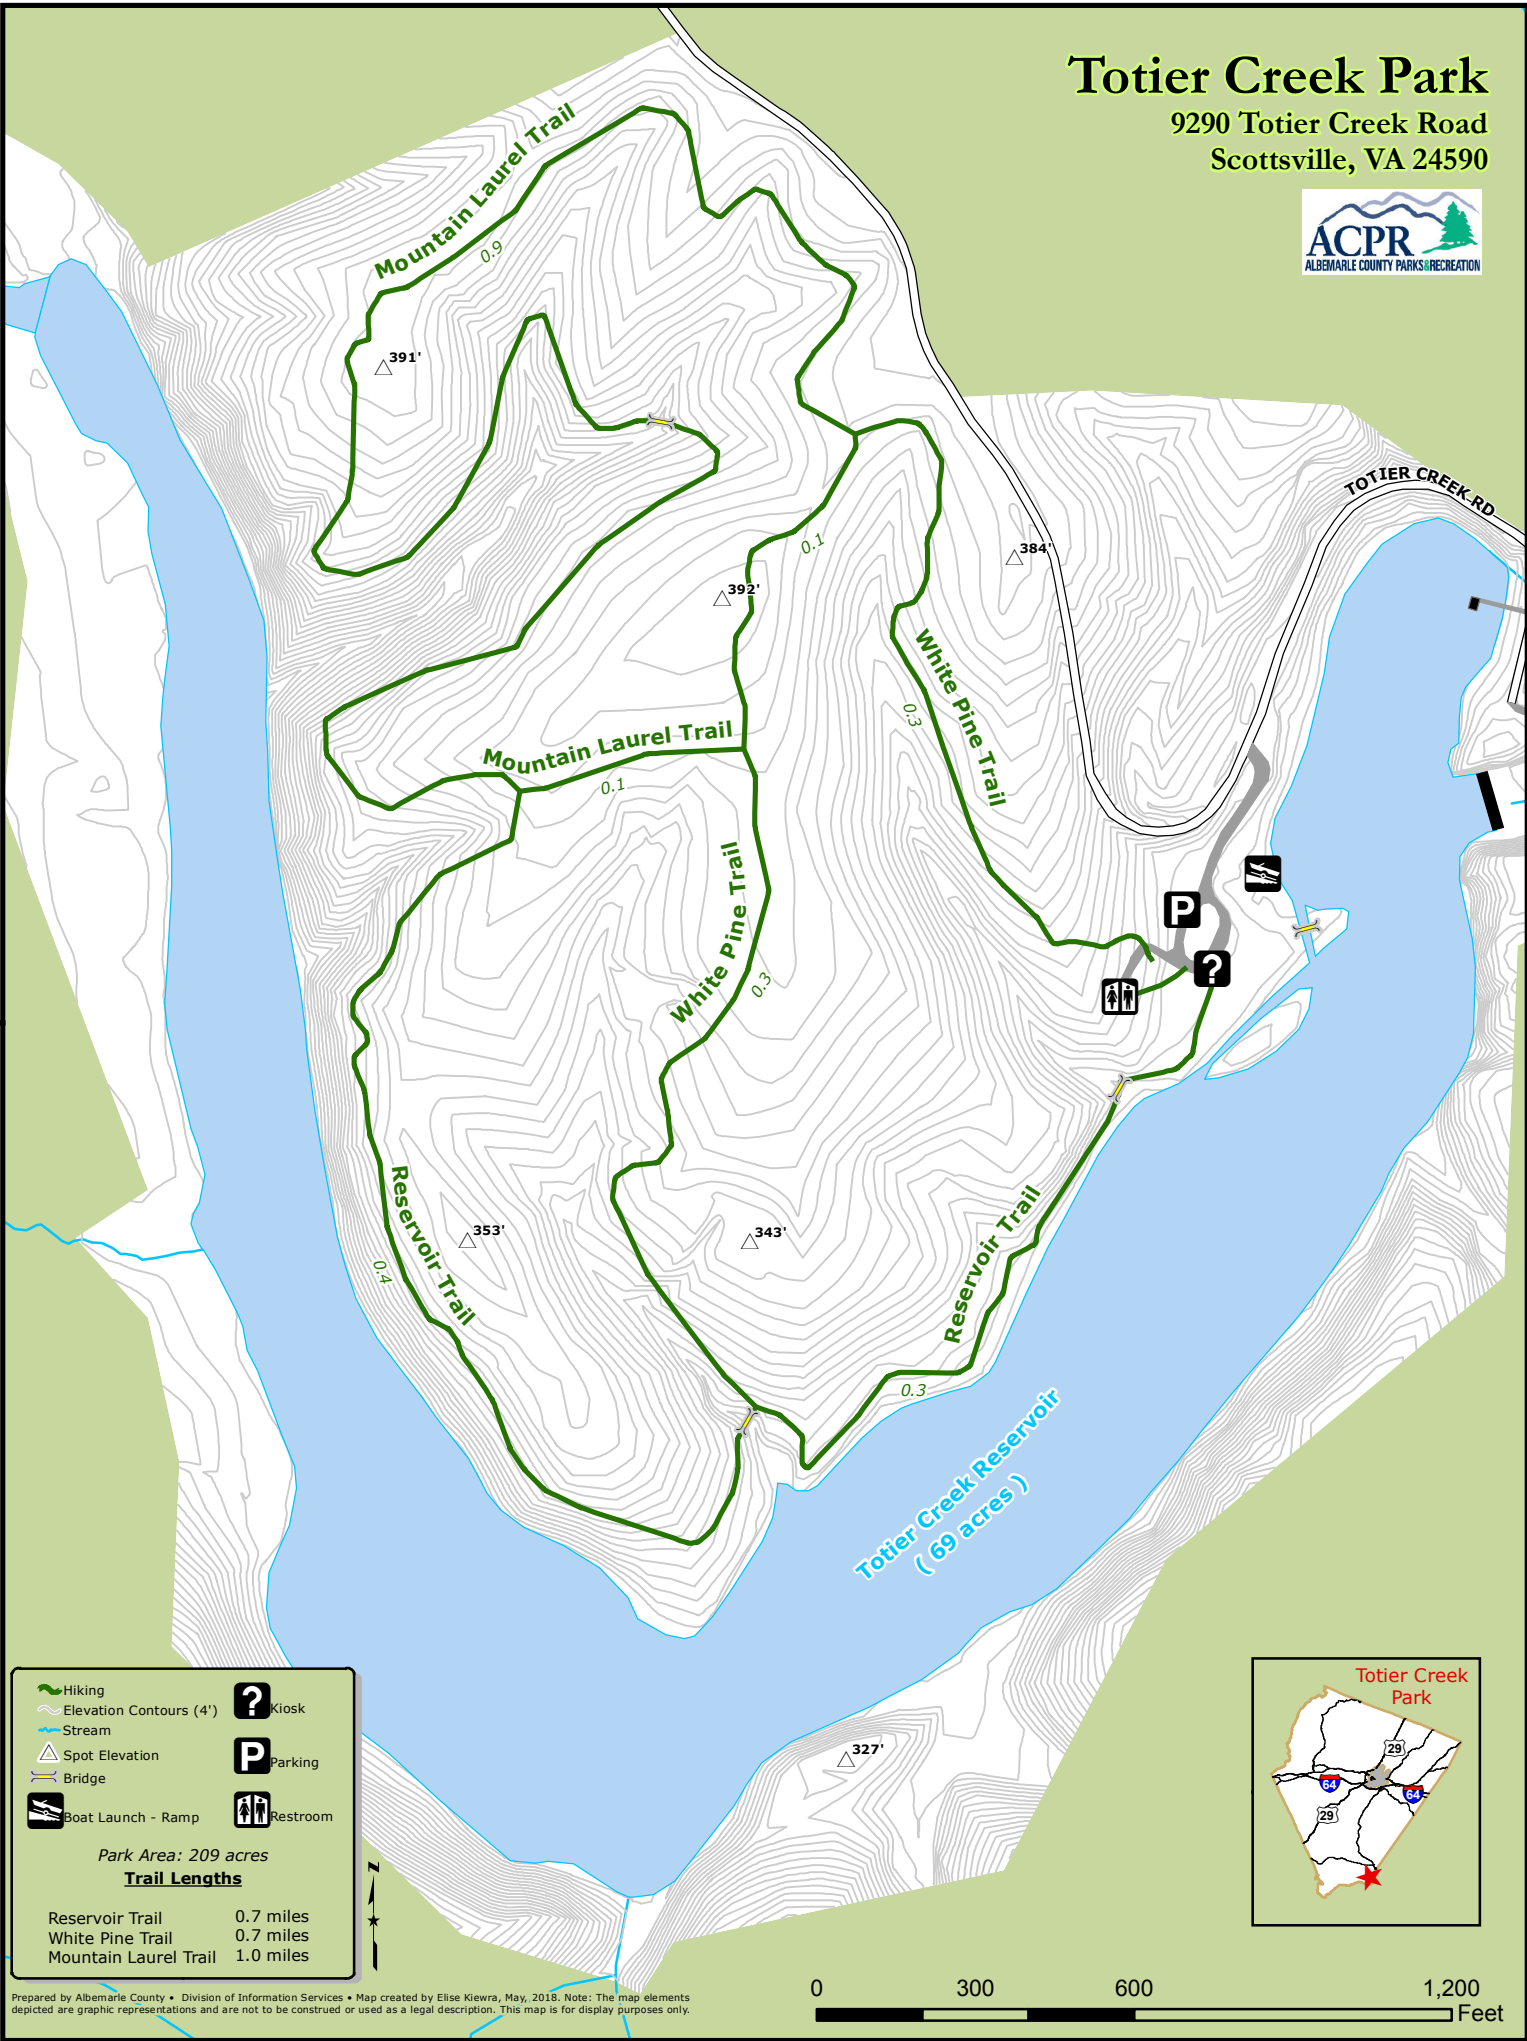 Totier Creek Park
9290 Totier Creek Road
Scottsville, VA 24590
ACPR
ALBEMARLE COUNTY PARKS&RECREATION
Mountain Laurel Trail
0.9
391'
TOTIER CREEK RD
0.1
384'
392'
White Pine Trail
0.3
Mountain Laurel Trail
0.1
White Pine Trail
0.3
P
?
Reservoir Trail
0.4
353'
343'
Reservoir Trail
0.3
Totier Creek Reservoir
( 69 acres )
327'
Hiking
Elevation Contours (4')
Stream
Spot Elevation
Bridge
Boat Launch - Ramp
? Kiosk
P Parking
Restroom
Park Area: 209 acres
Trail Lengths
Reservoir Trail 0.7 miles
White Pine Trail 0.7 miles
Mountain Laurel Trail 1.0 miles
N
Totier Creek
Park
29
64
64
29
0 300 600 1,200
Feet
Prepared by Albemarle County • Division of Information Services • Map created by Elise Kiewra, May, 2018. Note: The map elements
depicted are graphic representations and are not to be construed or used as a legal description. This map is for display purposes only.